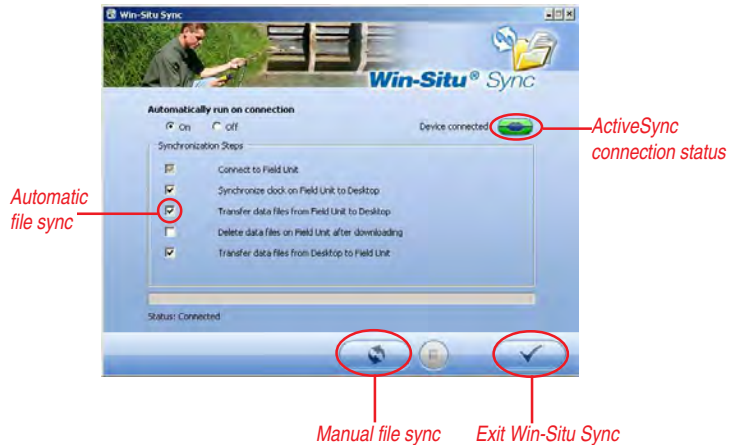 Win-Situ Sync
Win-Situ® Sync
Automatically run on connection
On Off
Device connected
ActiveSync
connection status
Synchronization Steps
Connect to Field Unit
Synchronize clock on Field Unit to Desktop
Automatic
file sync
Transfer data files from Field Unit to Desktop
Delete data files on Field Unit after downloading
Transfer data files from Desktop to Field Unit
Status: Connected
Manual file sync
Exit Win-Situ Sync